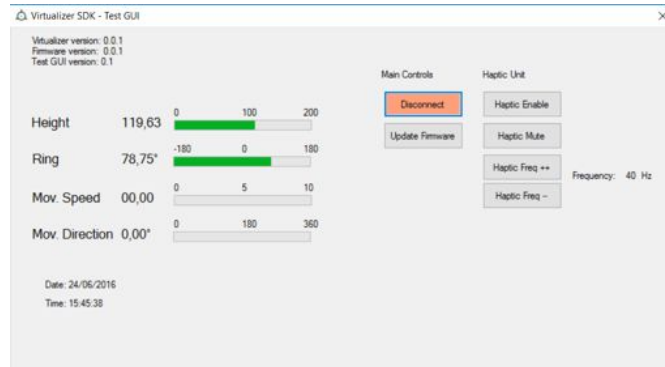 Virtualizer SDK - Test GUI
Virtualizer version: 0.0.1
Firmware version: 0.0.1
Test GUI version: 0.1
Main Controls Haptic Unit
Disconnect Haptic Enable
Height 119,63 0 100 200
Update Firmware Haptic Mute
Ring 78,75° -180 0 180
Haptic Freq ++
Frequency: 40 Hz
Mov. Speed 00,00 0 5 10
Haptic Freq --
Mov. Direction 0,00° 0 180 360
Date: 24/06/2016
Time: 15:45:38